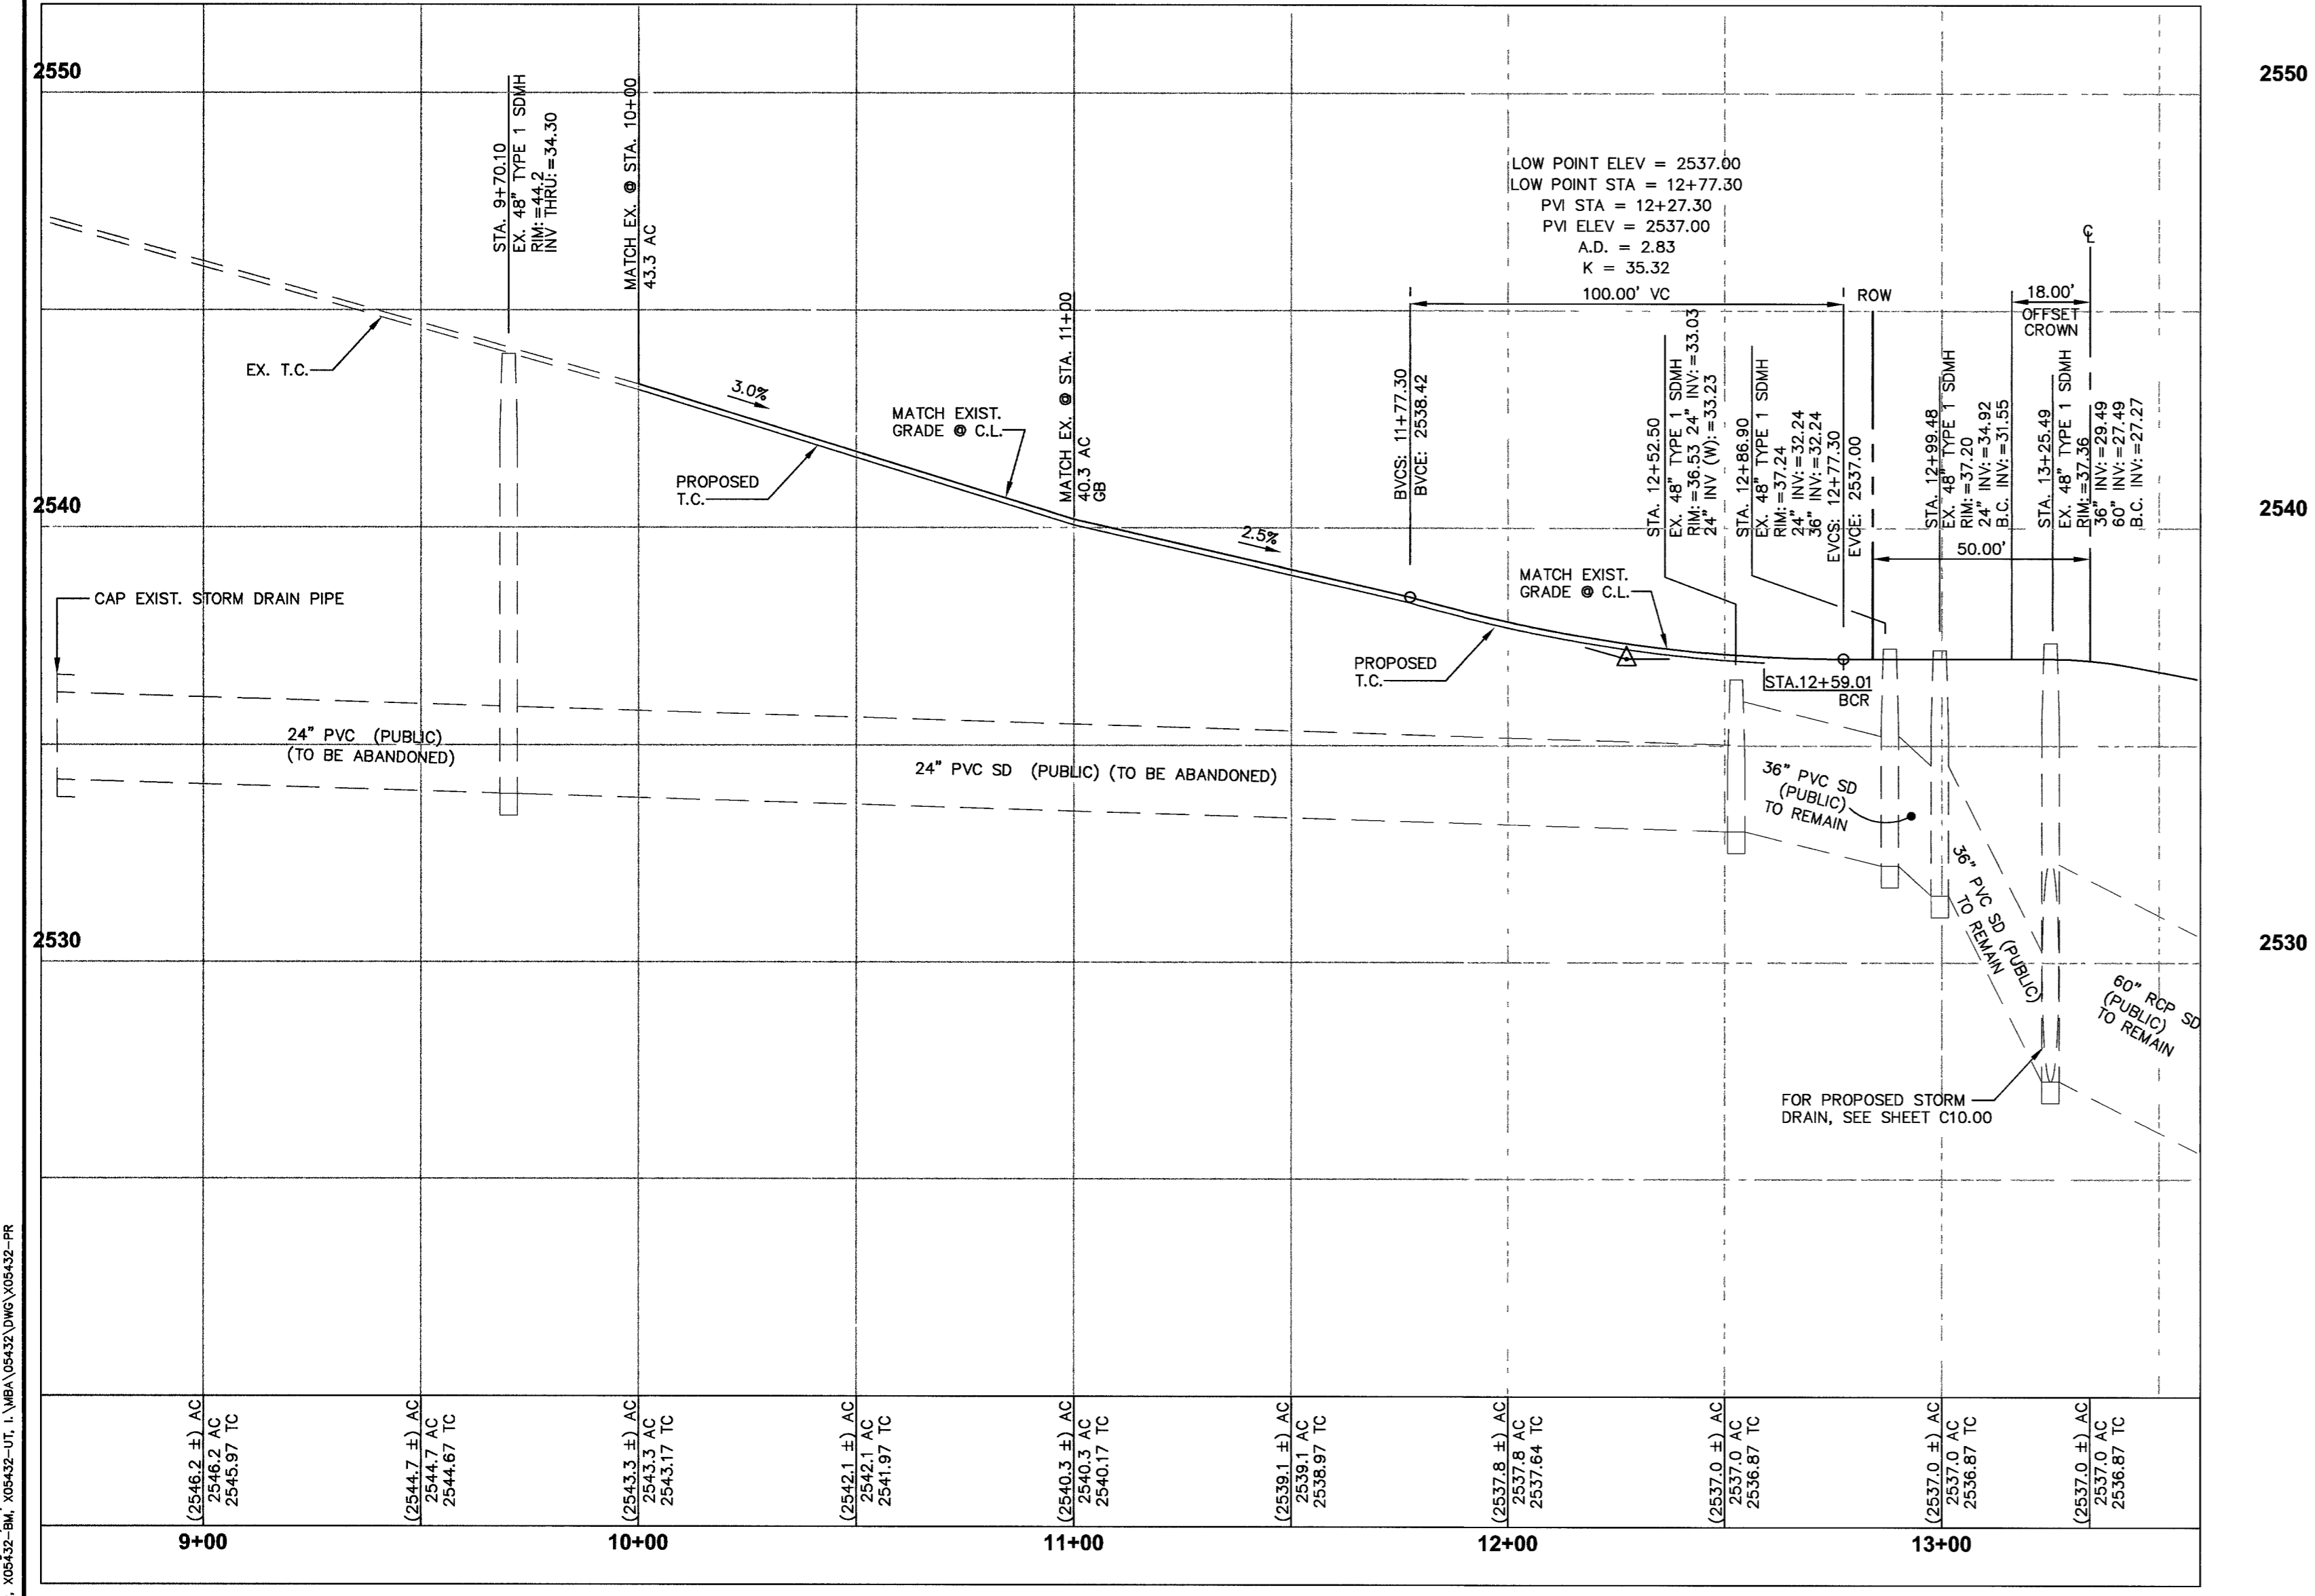 2550
2550
STA. 9+70.10
EX. 48" TYPE 1 SDMH
RIM:=44.2
INV THRU:=34.30
MATCH EX. @ STA. 10+00
43.3 AC
LOW POINT ELEV = 2537.00
LOW POINT STA = 12+77.30
PVI STA = 12+27.30
PVI ELEV = 2537.00
A.D. = 2.83
K = 35.32
100.00' VC
ROW
18.00'
OFFSET
CROWN
℄
EX. T.C.
3.0%
MATCH EXIST.
GRADE @ C.L.
PROPOSED
T.C.
MATCH EX. @ STA. 11+00
40.3 AC
GB
BVCS: 11+77.30
BVCE: 2538.42
STA. 12+52.50
EX. 48" TYPE 1 SDMH
RIM:=36.53 24" INV:=33.03
24" INV (W):=33.23
STA. 12+86.90
EX. 48" TYPE 1 SDMH
RIM:=37.24
24" INV:=32.24
36" INV:=32.24
EVCS: 12+77.30
EVCE: 2537.00
STA. 12+99.48
EX. 48" TYPE 1 SDMH
RIM:=37.20
24" INV:=34.92
B.C. INV:=31.55
STA. 13+25.49
EX. 48" TYPE 1 SDMH
RIM:=37.36
36" INV:=29.49
60" INV:=27.49
B.C. INV:=27.27
2540
2540
2.5%
50.00'
CAP EXIST. STORM DRAIN PIPE
MATCH EXIST.
GRADE @ C.L.
PROPOSED
T.C.
STA.12+59.01
BCR
24" PVC (PUBLIC)
(TO BE ABANDONED)
24" PVC SD (PUBLIC) (TO BE ABANDONED)
36" PVC SD
(PUBLIC)
TO REMAIN
36" PVC SD (PUBLIC)
TO REMAIN
60" RCP SD
(PUBLIC)
TO REMAIN
2530
2530
FOR PROPOSED STORM
DRAIN, SEE SHEET C10.00
(2546.2 ±) AC
2546.2 AC
2545.97 TC
(2544.7 ±) AC
2544.7 AC
2544.67 TC
(2543.3 ±) AC
2543.3 AC
2543.17 TC
(2542.1 ±) AC
2542.1 AC
2541.97 TC
(2540.3 ±) AC
2540.3 AC
2540.17 TC
(2539.1 ±) AC
2539.1 AC
2538.97 TC
(2537.8 ±) AC
2537.8 AC
2537.64 TC
(2537.0 ±) AC
2537.0 AC
2536.87 TC
(2537.0 ±) AC
2537.0 AC
2536.87 TC
(2537.0 ±) AC
2537.0 AC
2536.87 TC
9+00
10+00
11+00
12+00
13+00
, X05432-BM, X05432-UT, I:\MBA\05432\DWG\X05432-PR